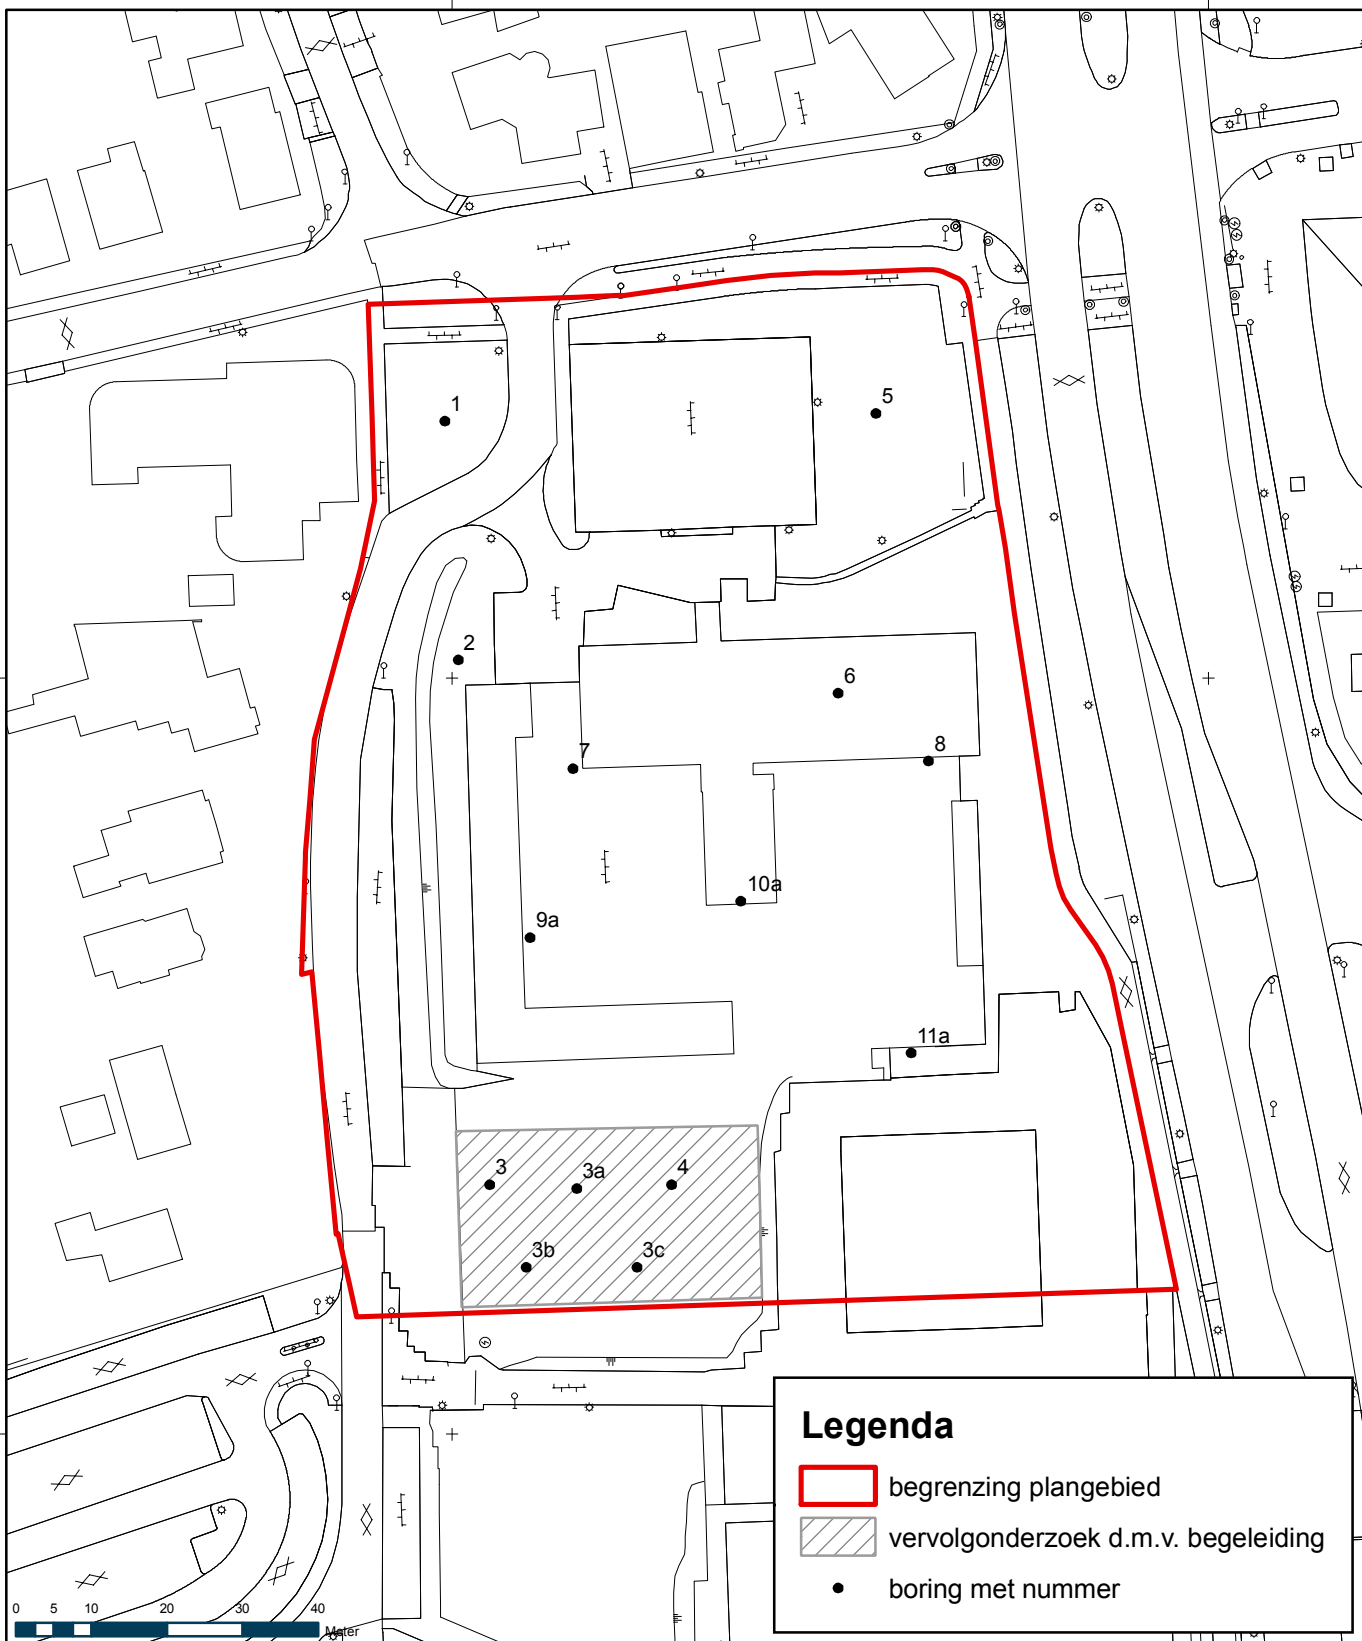 1
5
2
6
7
8
10a
9a
11a
3
3a
4
3b
3c
Legenda
begrenzing plangebied
vervolgonderzoek d.m.v. begeleiding
boring met nummer
0 5 10 20 30 40
Meter